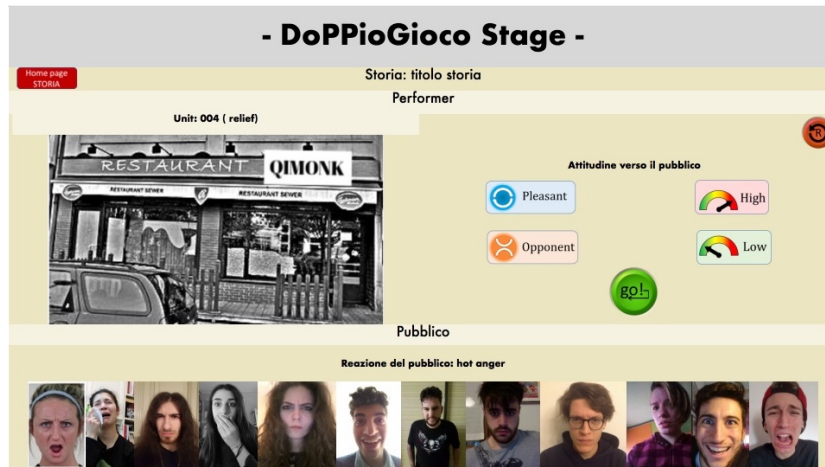 - DoPPioGioco Stage -
Home page
STORIA
Storia: titolo storia
Performer
Unit: 004 ( relief)
R
RESTAURANT
QIMONK
RESTAURANT SEWER
RESTAURANT SEWER
Attitudine verso il pubblico
Pleasant
High
Opponent
Low
go!
Pubblico
Reazione del pubblico: hot anger